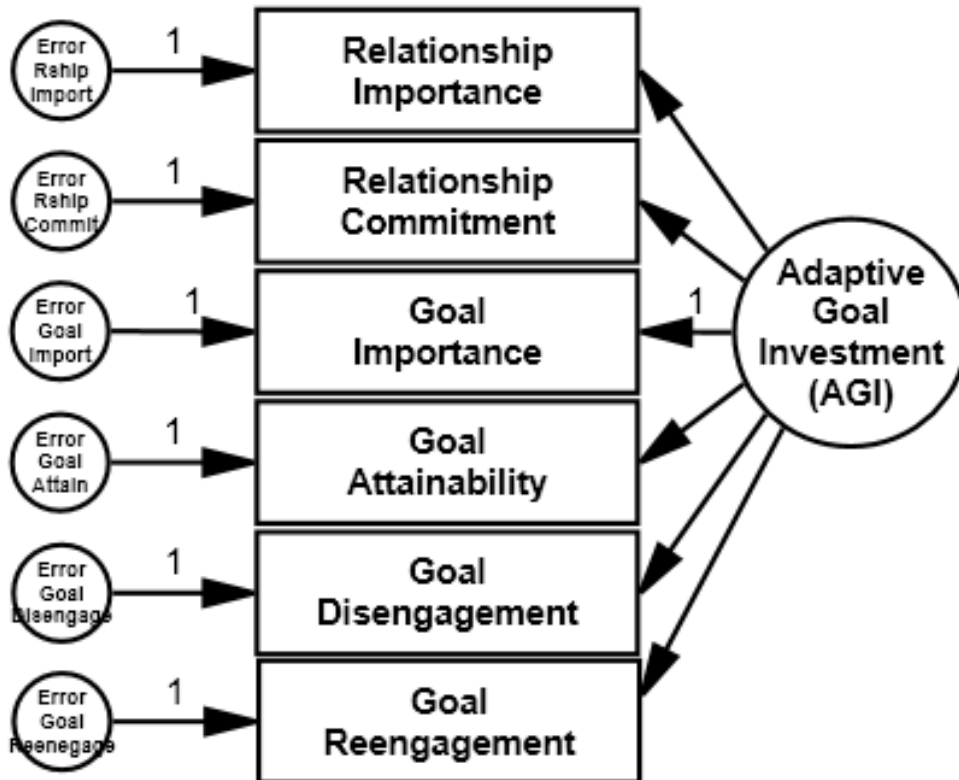 Error
Rship
Import
1
Relationship
Importance
Error
Rship
Commit
1
Relationship
Commitment
Error
Goal
Import
1
Goal
Importance
1
Adaptive
Goal
Investment
(AGI)
Error
Goal
Attain
1
Goal
Attainability
Error
Goal
Disengage
1
Goal
Disengagement
Error
Goal
Reenegage
1
Goal
Reengagement